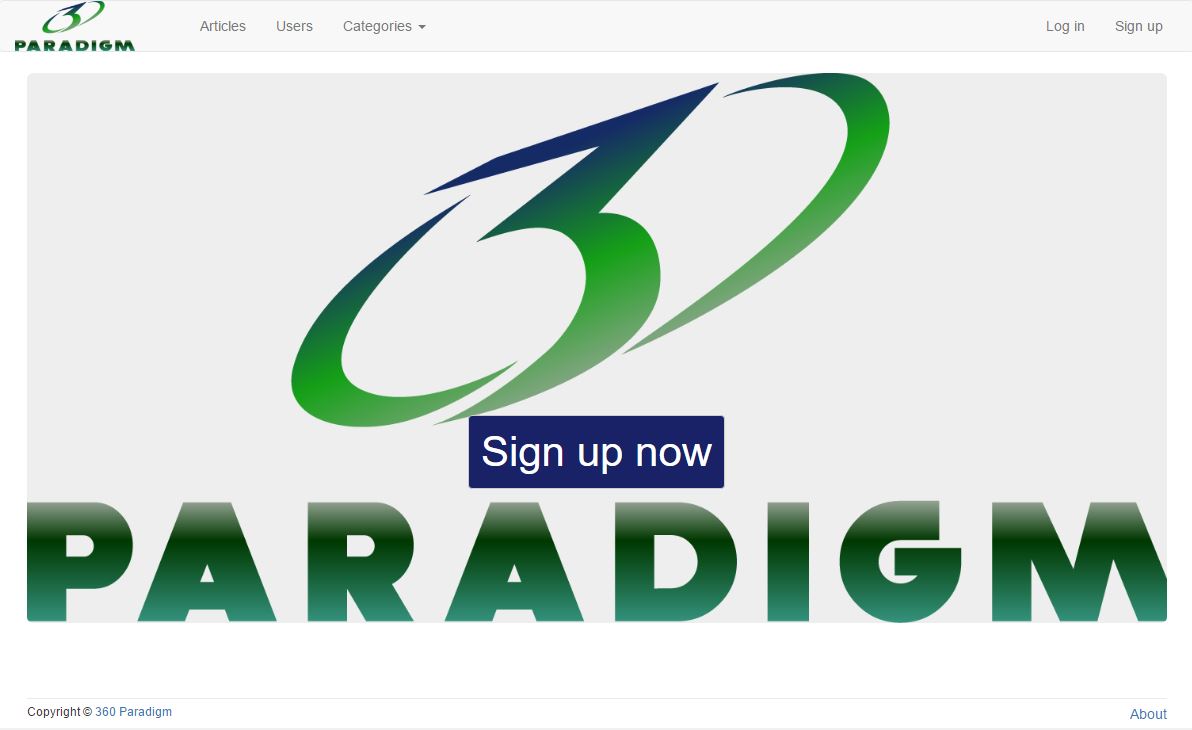 PARADIGM
Articles Users Categories
Log in Sign up
Sign up now
PARADIGM
Copyright © 360 Paradigm
About